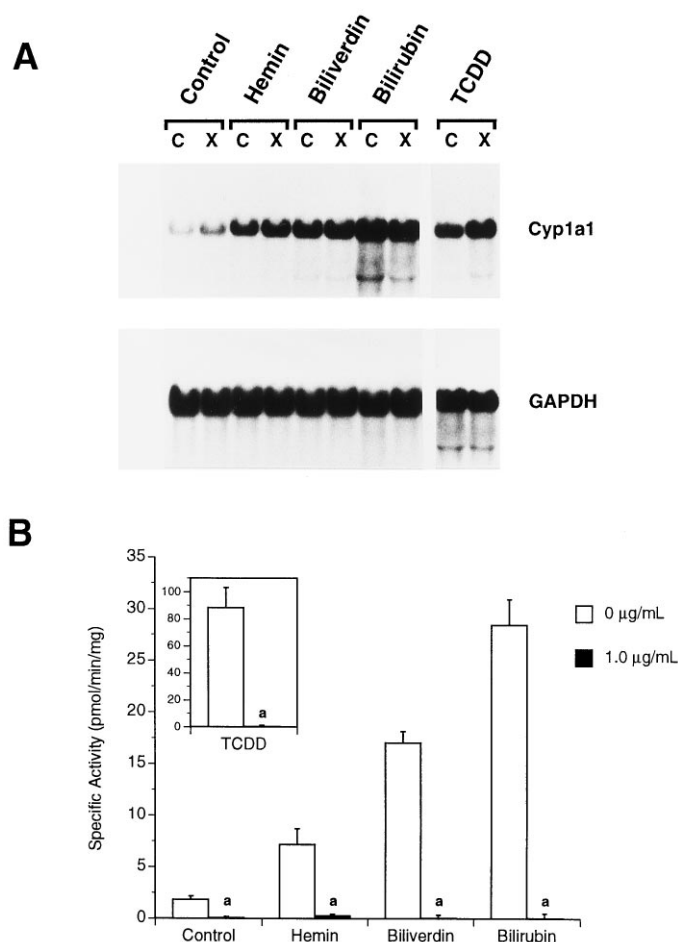 A
Control Hemin Biliverdin Bilirubin TCDD
C X C X C X C X C X
Cyp1a1
GAPDH
B
35
30
25
20
15
10
5
0
Specific Activity (pmol/min/mg)
100
80
60
40
20
0
a
TCDD
0 µg/mL
1.0 µg/mL
a a a a
Control Hemin Biliverdin Bilirubin